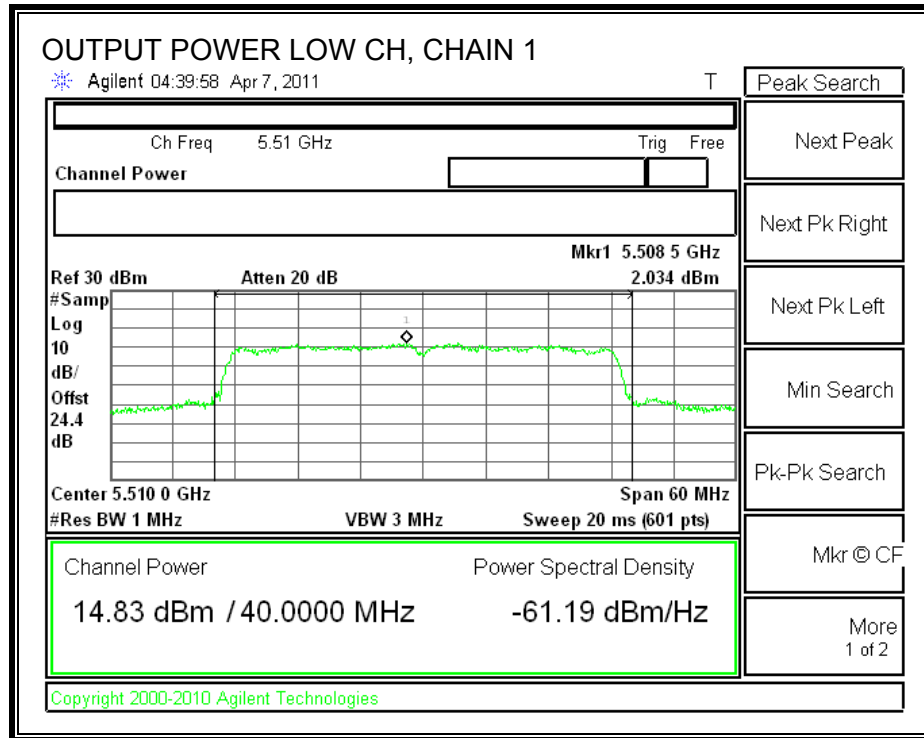 OUTPUT POWER LOW CH, CHAIN 1
Agilent 04:39:58 Apr 7, 2011 T
Peak Search
Ch Freq 5.51 GHz Trig Free
Channel Power
Mkr1 5.508 5 GHz
Ref 30 dBm Atten 20 dB 2.034 dBm
#Samp
Log
10
dB/
Offst
24.4
dB
1
Center 5.510 0 GHz Span 60 MHz
#Res BW 1 MHz VBW 3 MHz Sweep 20 ms (601 pts)
Channel Power Power Spectral Density
14.83 dBm / 40.0000 MHz -61.19 dBm/Hz
Copyright 2000-2010 Agilent Technologies
Next Peak
Next Pk Right
Next Pk Left
Min Search
Pk-Pk Search
Mkr © CF
More
1 of 2